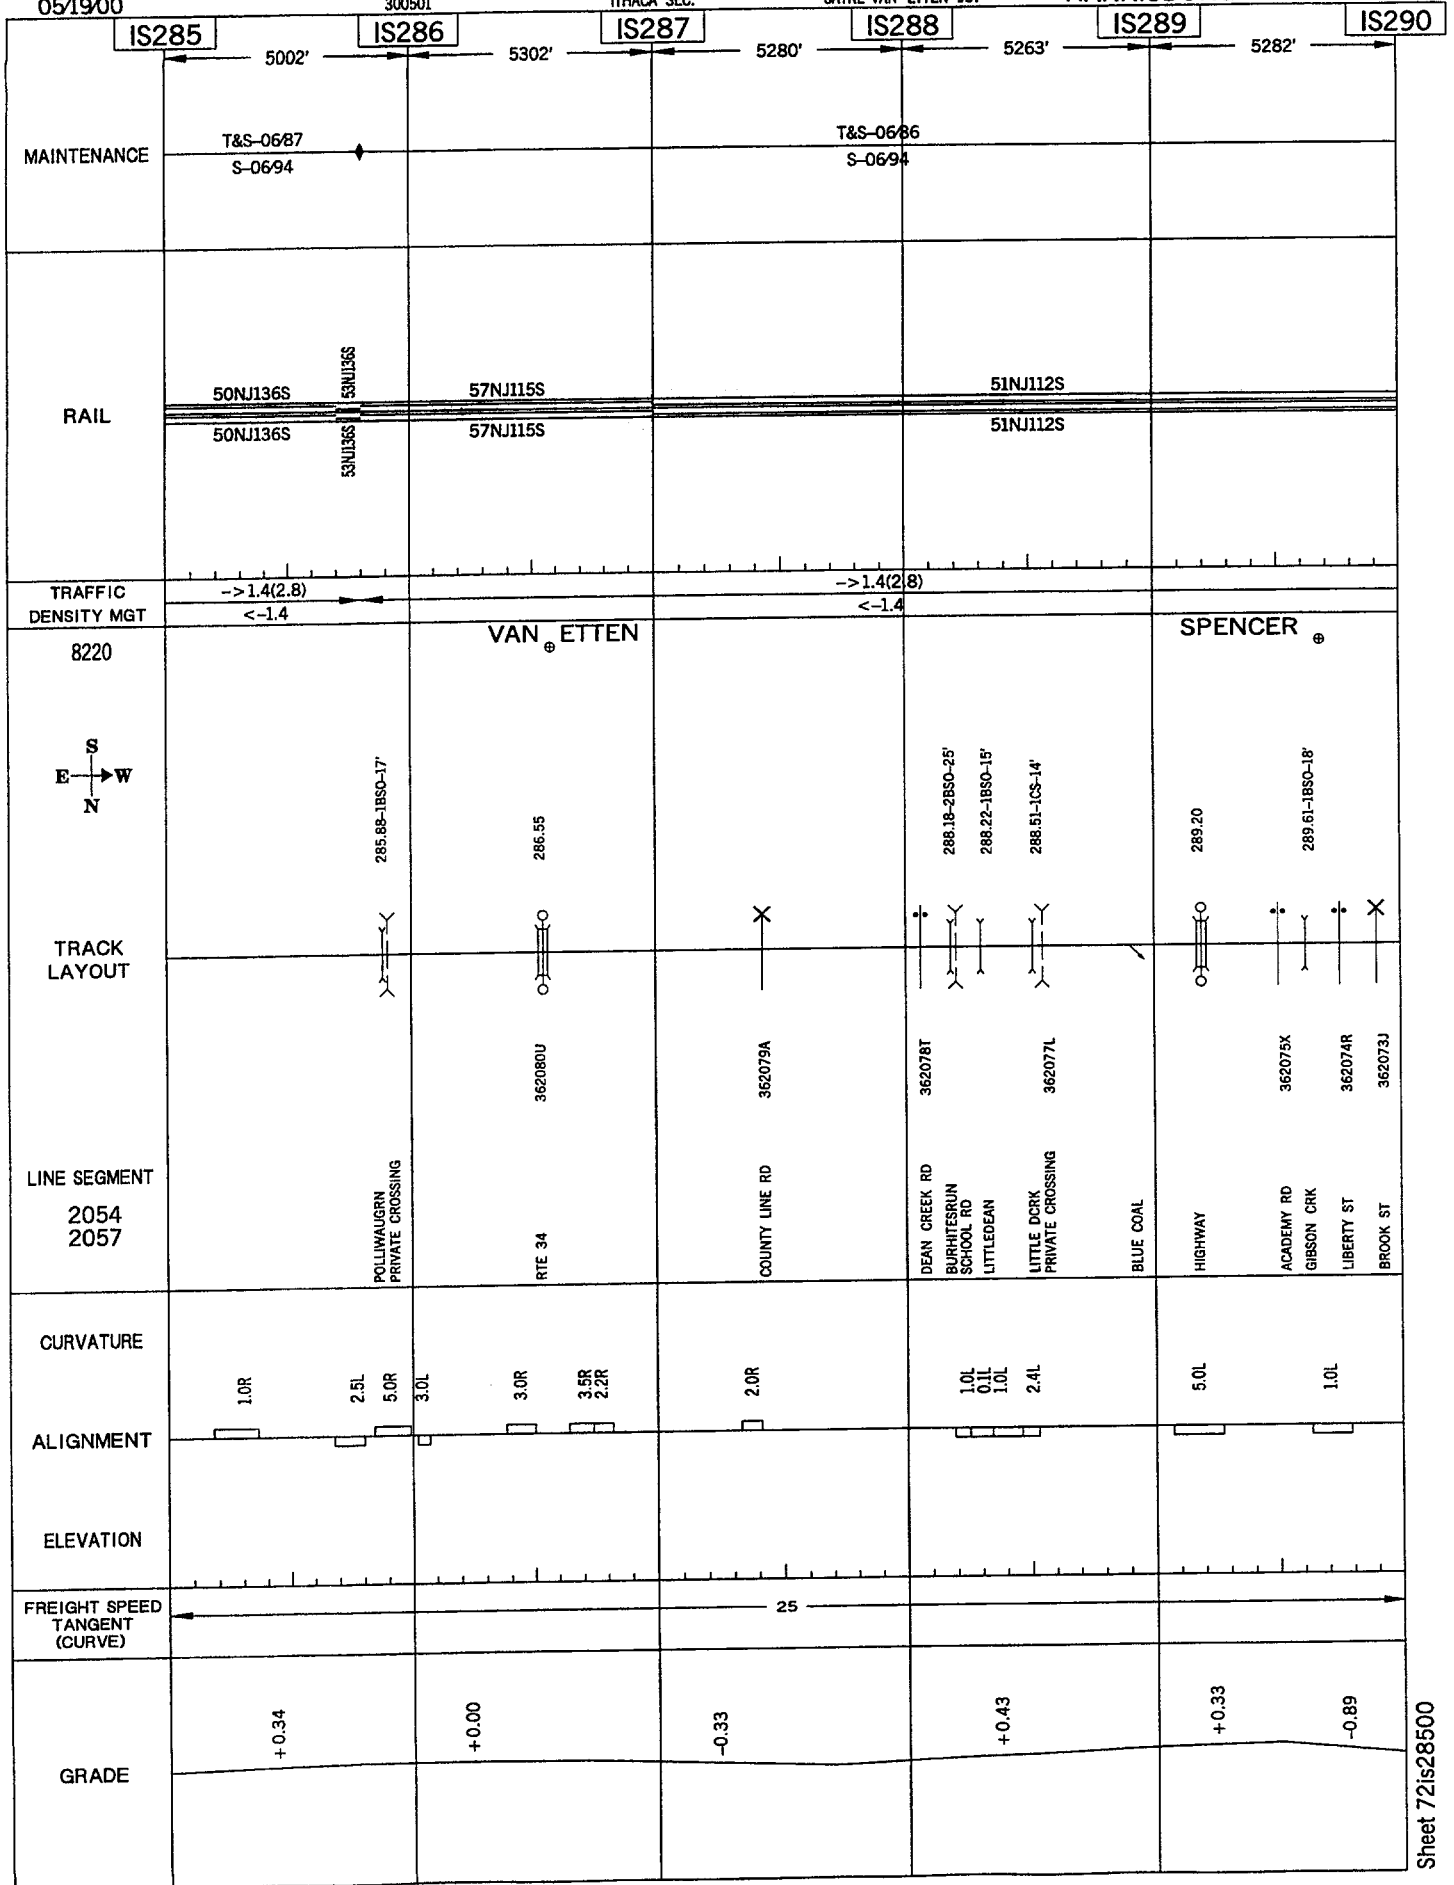 05/19/00
300501
ITHACA SEC.
IS285
IS286
IS287
IS288
IS289
IS290
5002'
5302'
5280'
5263'
5282'
MAINTENANCE
T&S-06/87
S-06/94
T&S-06/86
S-06/94
RAIL
50NJ136S
53NJ136S
57NJ115S
51NJ112S
50NJ136S
53NJ136S
57NJ115S
51NJ112S
TRAFFIC
DENSITY MGT
->1.4(2.8)
<-1.4
->1.4(2.8)
<-1.4
8220
VAN ETTEN
SPENCER
S
E W
N
285.88-1BSO-17'
286.55
288.18-2BSO-25'
288.22-1BSO-15'
288.51-1CS-14'
289.20
289.61-1BSO-18'
TRACK
LAYOUT
362080U
362079A
362078T
362077L
362075X
362074R
362073J
LINE SEGMENT
2054
2057
POLLIWAUGRN
PRIVATE CROSSING
RTE 34
COUNTY LINE RD
DEAN CREEK RD
BURHITESRUN
SCHOOL RD
LITTLEDEAN
LITTLE DCRK
PRIVATE CROSSING
BLUE COAL
HIGHWAY
ACADEMY RD
GIBSON CRK
LIBERTY ST
BROOK ST
CURVATURE
1.0R
2.5L
5.0R
3.0L
3.0R
3.5R
2.2R
2.0R
1.0L
0.1L
1.0L
2.4L
5.0L
1.0L
ALIGNMENT
ELEVATION
FREIGHT SPEED
TANGENT
(CURVE)
25
GRADE
+0.34
+0.00
-0.33
+0.43
+0.33
-0.89
Sheet 72is28500